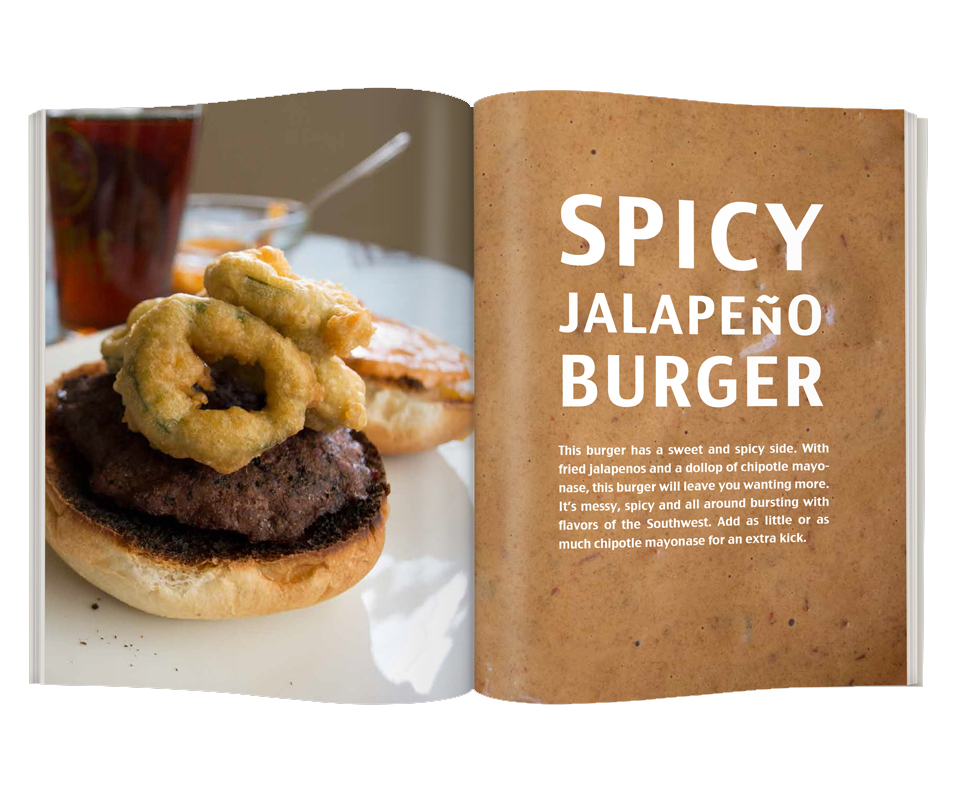 SPICY
JALAPEÑO
BURGER
This burger has a sweet and spicy side. With
fried jalapenos and a dollop of chipotle mayo-
nase, this burger will leave you wanting more.
It's messy, spicy and all around bursting with
flavors of the Southwest. Add as little or as
much chipotle mayonase for an extra kick.